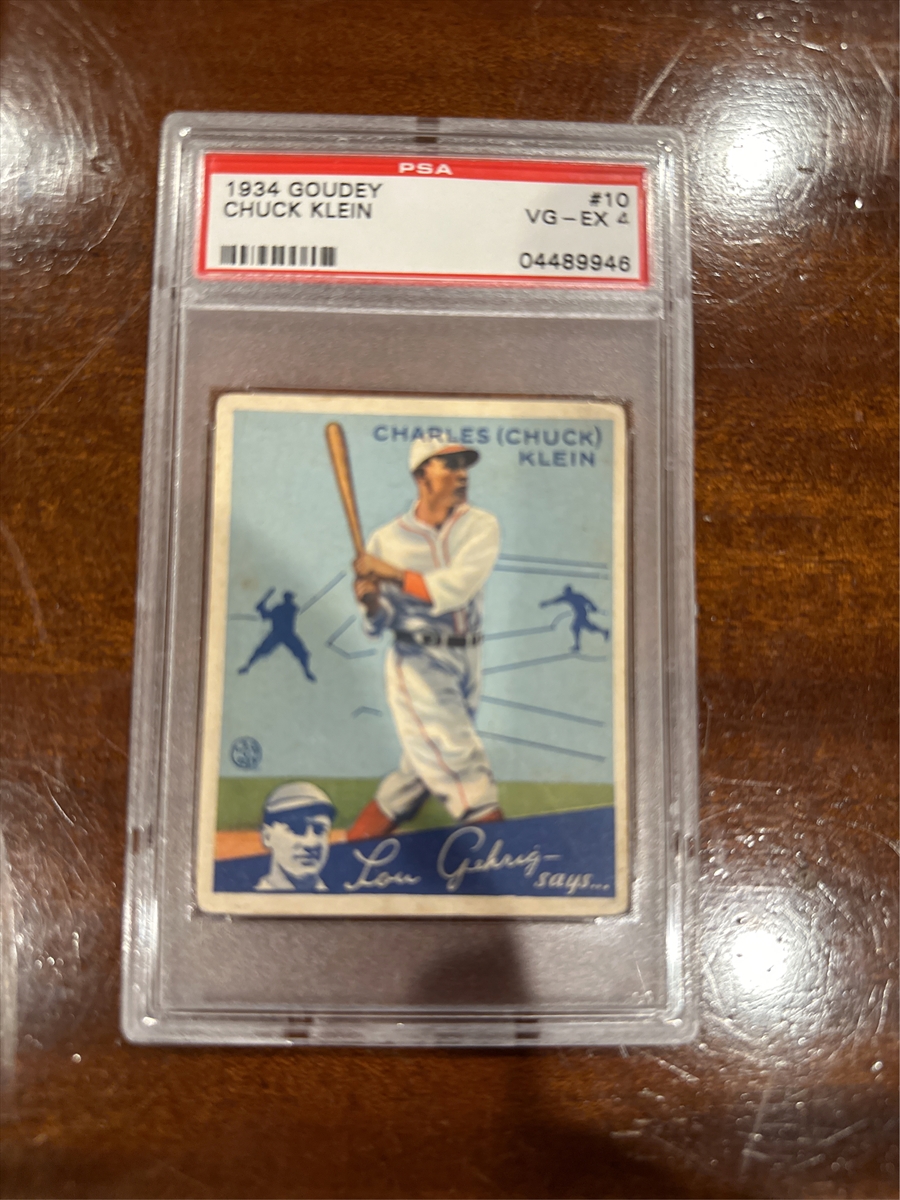 PSA
1934 GOUDEY #10
CHUCK KLEIN VG-EX 4
04489946
CHARLES (CHUCK)
KLEIN
Lou Gehrig-
says...